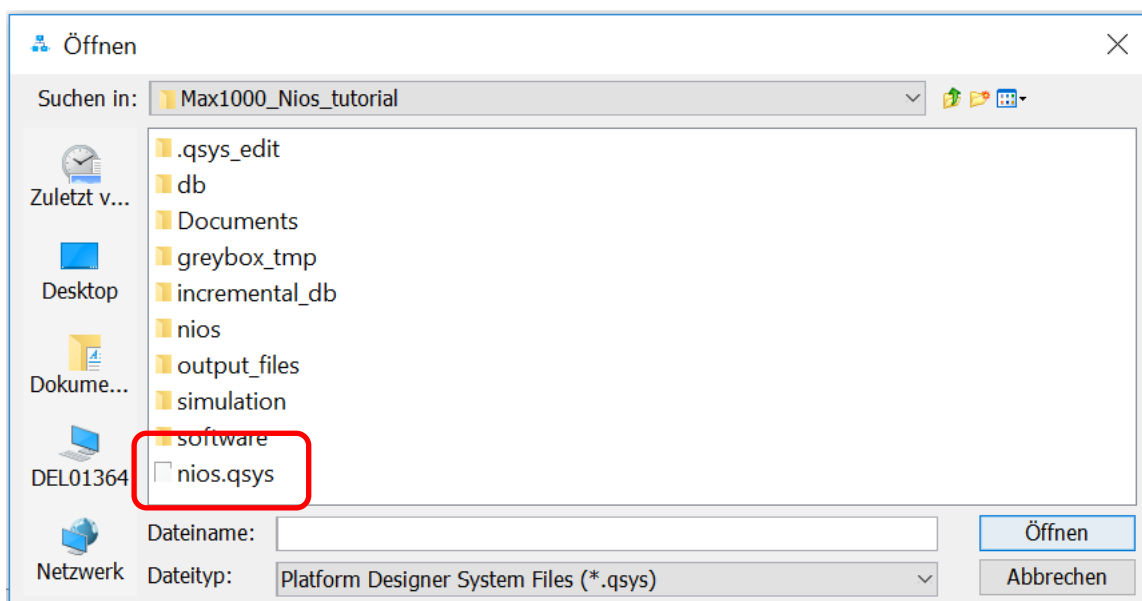 Öffnen
Suchen in: Max1000_Nios_tutorial
.qsys_edit
db
Documents
greybox_tmp
incremental_db
nios
output_files
simulation
software
nios.qsys
Zuletzt v...
Desktop
Dokume...
DEL01364
Netzwerk
Dateiname:
Öffnen
Dateityp: Platform Designer System Files (*.qsys)
Abbrechen